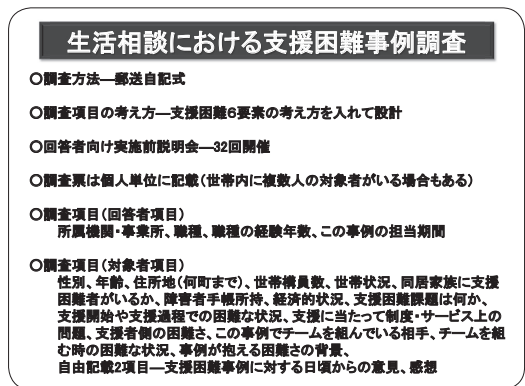 生活相談における支援困難事例調査
〇調査方法―郵送自記式
〇調査項目の考え方―支援困難6要素の考え方を入れて設計
〇回答者向け実施前説明会―32回開催
〇調査票は個人単位に記載(世帯内に複数人の対象者がいる場合もある)
〇調査項目(回答者項目)
所属機関・事業所、職種、職種の経験年数、この事例の担当期間
〇調査項目(対象者項目)
性別、年齢、住所地(何町まで)、世帯構員数、世帯状況、同居家族に支援
困難者がいるか、障害者手帳所持、経済的状況、支援困難課題は何か、
支援開始や支援過程での困難な状況、支援に当たって制度・サービス上の
問題、支援者側の困難さ、この事例でチームを組んでいる相手、チームを組
む時の困難な状況、事例が抱える困難さの背景、
自由記載2項目―支援困難事例に対する日頃からの意見、感想